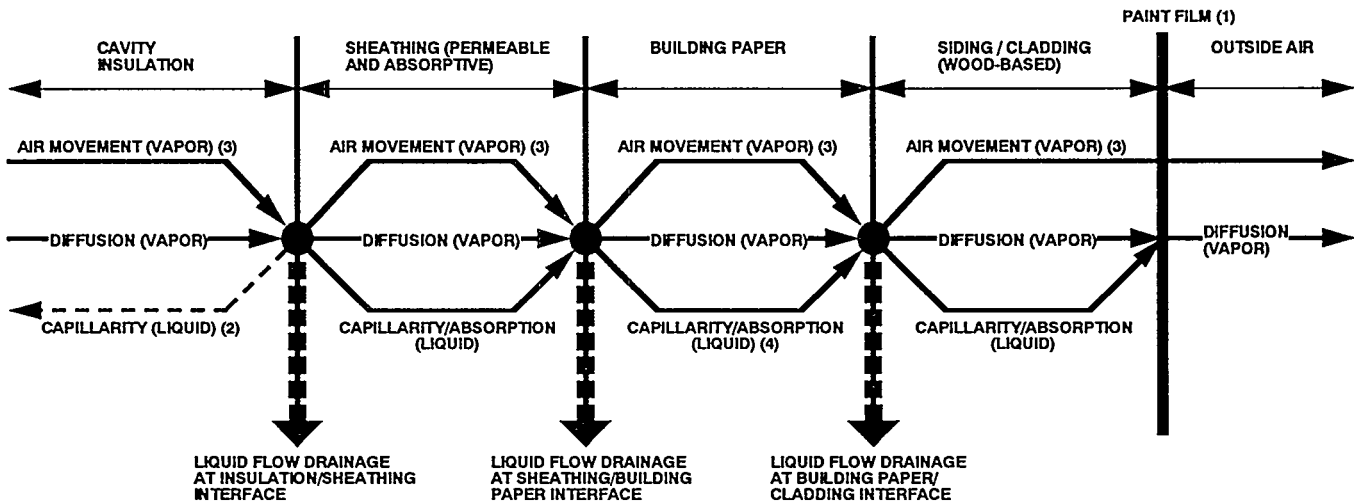 PAINT FILM (1)
CAVITY
INSULATION
SHEATHING (PERMEABLE
AND ABSORPTIVE)
BUILDING PAPER
SIDING / CLADDING
(WOOD-BASED)
OUTSIDE AIR
AIR MOVEMENT (VAPOR) (3)
AIR MOVEMENT (VAPOR) (3)
AIR MOVEMENT (VAPOR) (3)
AIR MOVEMENT (VAPOR) (3)
DIFFUSION (VAPOR)
DIFFUSION (VAPOR)
DIFFUSION (VAPOR)
DIFFUSION (VAPOR)
DIFFUSION
(VAPOR)
CAPILLARITY (LIQUID) (2)
CAPILLARITY/ABSORPTION
(LIQUID)
CAPILLARITY/ABSORPTION
(LIQUID) (4)
CAPILLARITY/ABSORPTION
(LIQUID)
LIQUID FLOW DRAINAGE
AT INSULATION/SHEATHING
INTERFACE
LIQUID FLOW DRAINAGE
AT SHEATHING/BUILDING
PAPER INTERFACE
LIQUID FLOW DRAINAGE
AT BUILDING PAPER/
CLADDING INTERFACE